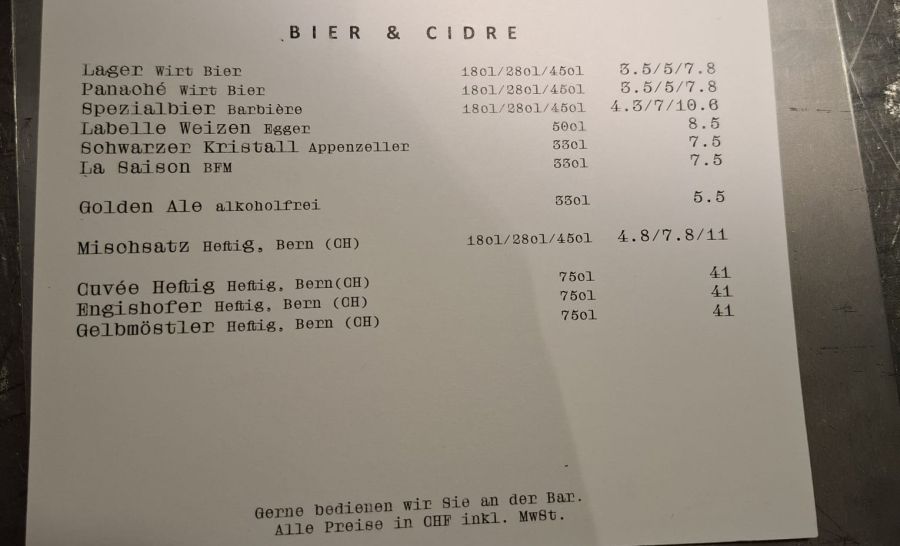 BIER & CIDRE
Lager Wirt Bier 18cl/28cl/45cl 3.5/5/7.8
Panaché Wirt Bier 18cl/28cl/45cl 3.5/5/7.8
Spezialbier Barbière 18cl/28cl/45cl 4.3/7/10.6
Labelle Weizen Egger 50cl 8.5
Schwarzer Kristall Appenzeller 33cl 7.5
La Saison BFM 33cl 7.5
Golden Ale alkoholfrei 33cl 5.5
Mischsatz Heftig, Bern (CH) 18cl/28cl/45cl 4.8/7.8/11
Cuvée Heftig Heftig, Bern(CH) 75cl 41
Engishofer Heftig, Bern (CH) 75cl 41
Gelbmöstler Heftig, Bern (CH) 75cl 41
Gerne bedienen wir Sie an der Bar.
Alle Preise in CHF inkl. MwSt.